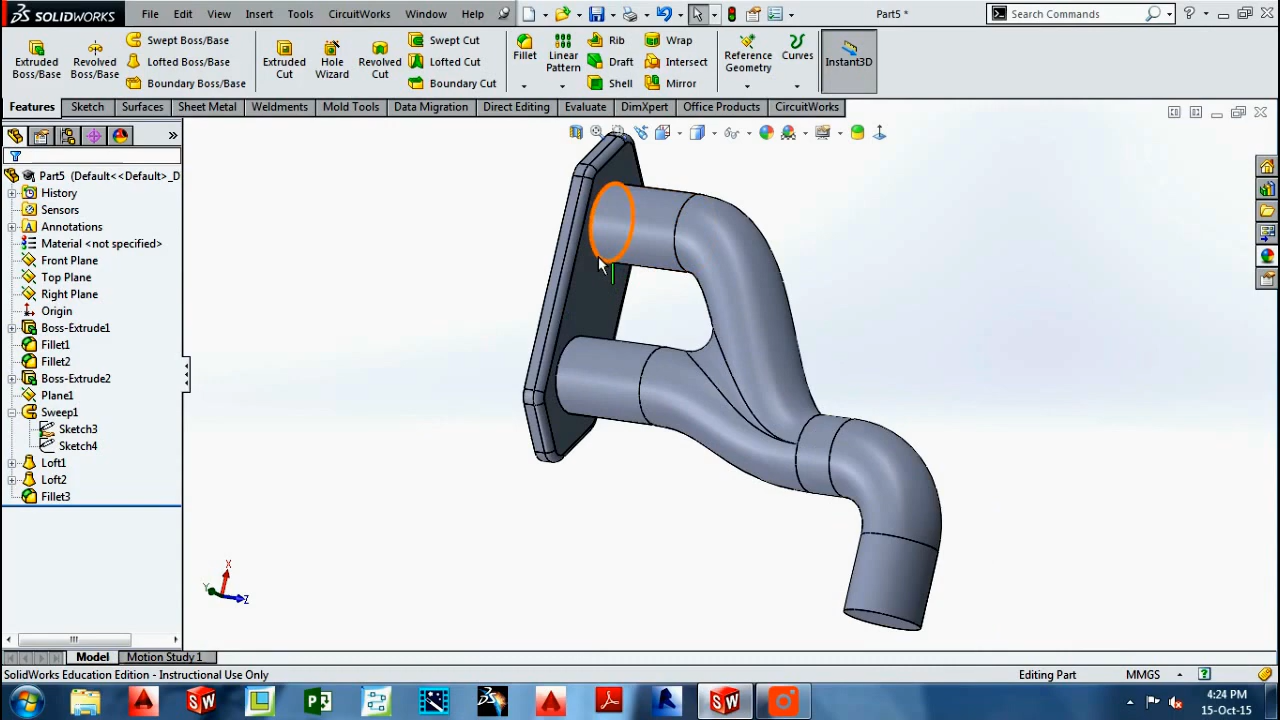 SOLIDWORKS File Edit View Insert Tools CircuitWorks Window Help Part5 * Search Commands
Extruded Boss/Base
Revolved Boss/Base
Swept Boss/Base
Lofted Boss/Base
Boundary Boss/Base
Extruded Cut
Hole Wizard
Revolved Cut
Swept Cut
Lofted Cut
Boundary Cut
Fillet
Linear Pattern
Rib
Draft
Shell
Wrap
Intersect
Mirror
Reference Geometry
Curves
Instant3D
Features Sketch Surfaces Sheet Metal Weldments Mold Tools Data Migration Direct Editing Evaluate DimXpert Office Products CircuitWorks
Part5 (Default<<Default>_D
History
Sensors
Annotations
Material <not specified>
Front Plane
Top Plane
Right Plane
Origin
Boss-Extrude1
Fillet1
Fillet2
Boss-Extrude2
Plane1
Sweep1
Sketch3
Sketch4
Loft1
Loft2
Fillet3
X
Y
Z
Model Motion Study 1
SolidWorks Education Edition - Instructional Use Only Editing Part MMGS
4:24 PM
15-Oct-15